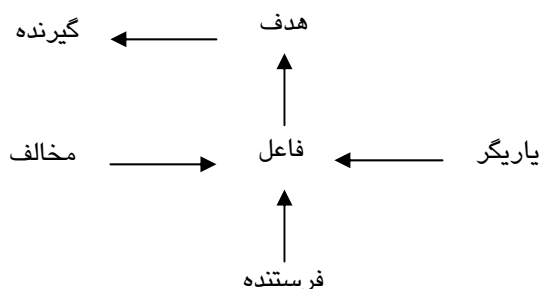 هدف
گیرنده
یاریگر
فاعل
مخالف
فرستنده